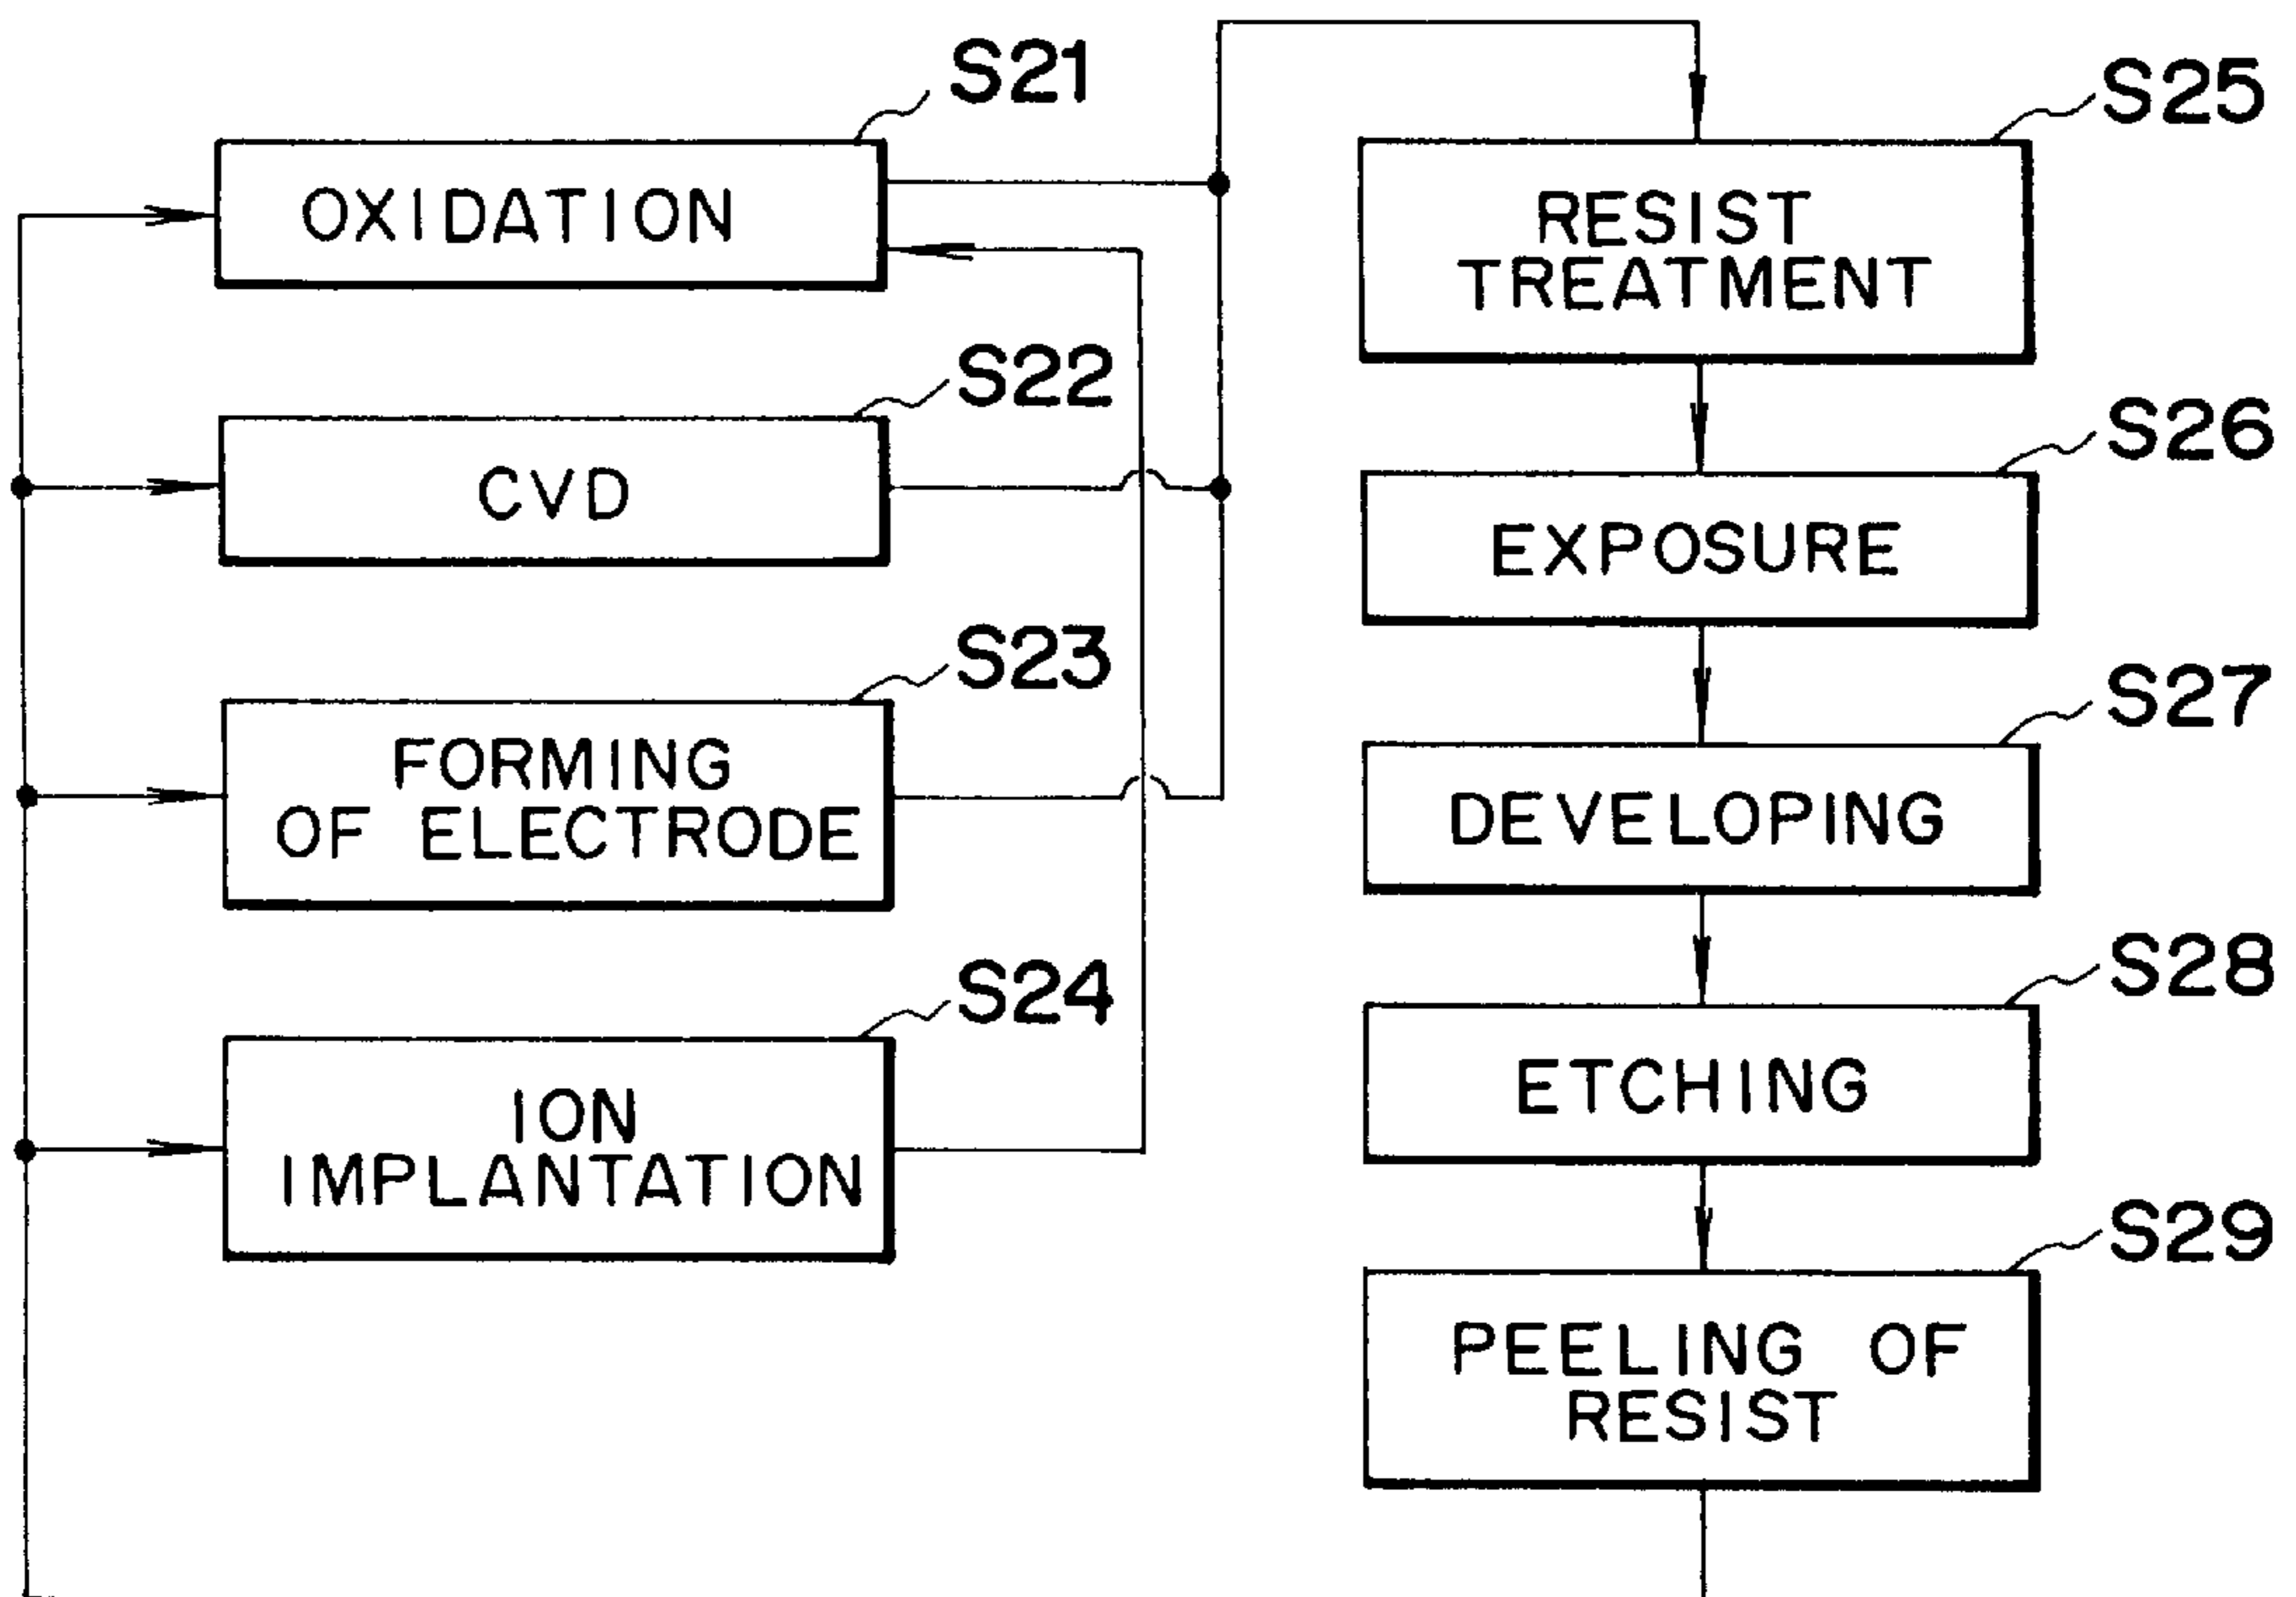 S21
OXIDATION
S22
CVD
S23
FORMING
OF ELECTRODE
S24
ION
IMPLANTATION
S25
RESIST
TREATMENT
S26
EXPOSURE
S27
DEVELOPING
S28
ETCHING
S29
PEELING OF
RESIST